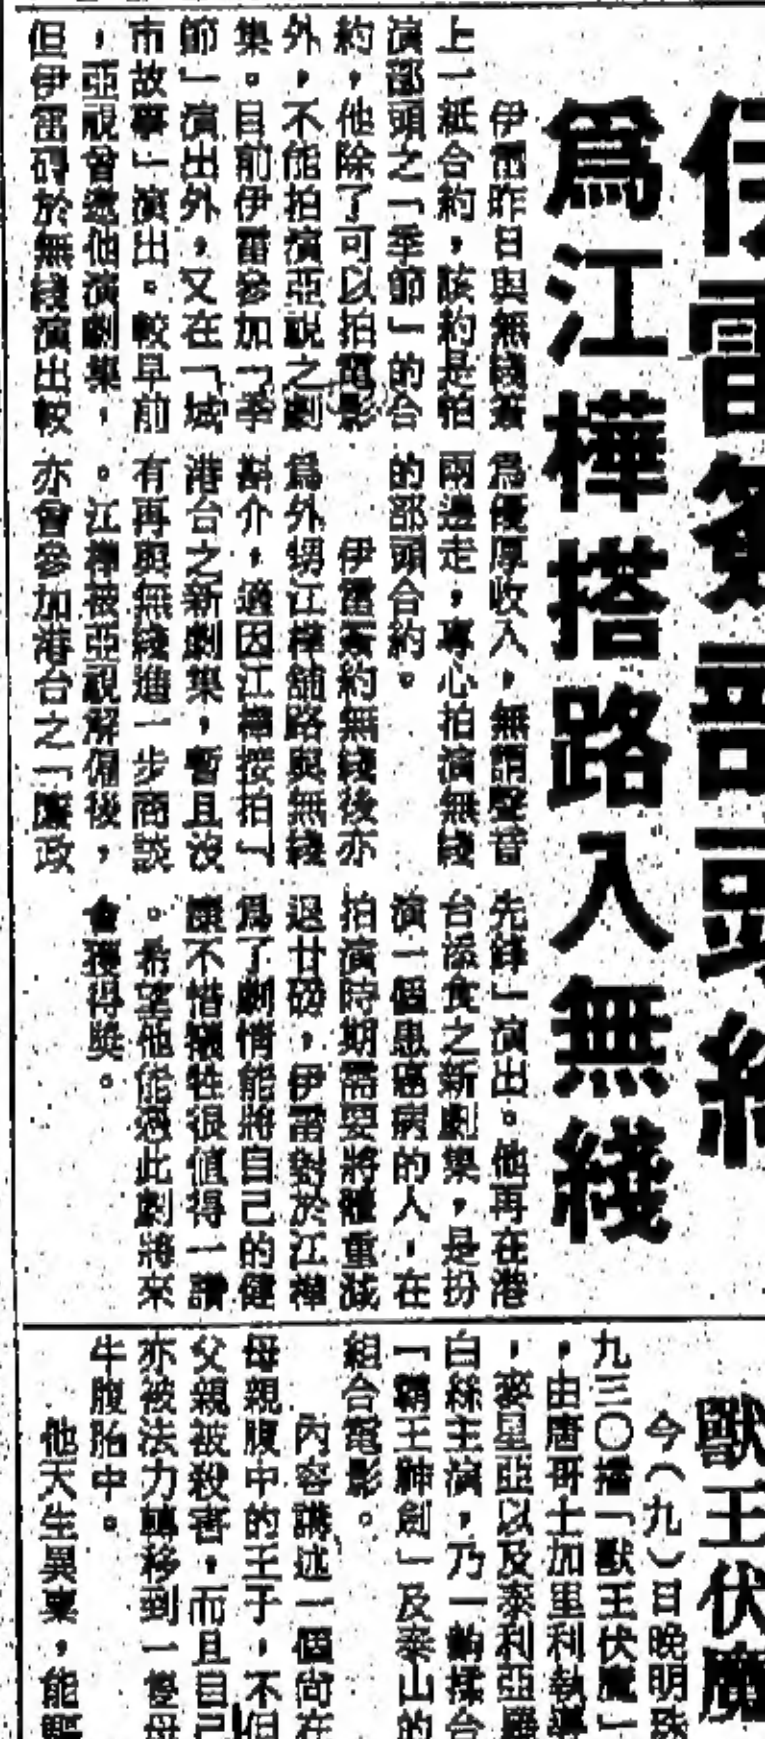 伊雷簽部頭約
為江樺搭路入無綫
伊雷昨日與無綫簽
上一紙合約，該約是拍
演部頭之「季節」的合
約，他除了可以拍電影
外，不能拍演亞視之劇
集。目前伊雷參加「季
節」演出外，又在「城
市故事」演出。較早前
，亞視曾邀他演劇集，
但伊雷碍於無綫演出較
為優厚收入，無謂
兩邊走，專心拍演無綫
的部頭合約。
伊雷簽約無綫後亦
為外甥江樺舖路與無綫
斟介，適因江樺接拍
港台之新劇集，暫且沒
有再與無綫進一步商談
。江樺被亞視解僱後，
亦會參加港台之「廉政
先鋒」演出。他再在港
台添食之新劇集，是扮
演一個患癌病的人，在
拍演時期需要將體重減
退廿磅，伊雷對於江樺
為了劇情能將自己的健
康不惜犧牲很值得一讚
。希望他能憑此劇將來
會獲得獎。
獸王伏魔
今（九）日晚明珠
九三〇播「獸王伏魔」
，由唐哥士加里利執導
，麥星亞以及泰利亞羅
白絲主演，乃一齣揉合
「霸王神劍」及泰山的
組合電影。
內容講述一個尚在
母親腹中的王子，不但
父親被殺害，而且自己
亦被法力轉移到一隻母
牛腹胎中。
他天生異稟，能驅